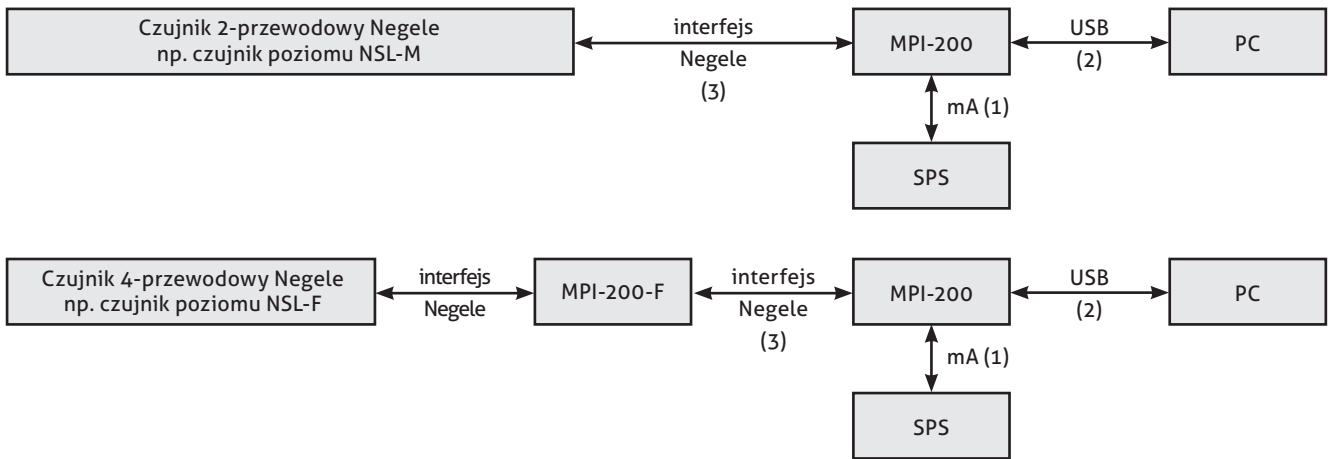 Czujnik 2-przewodowy Negele
np. czujnik poziomu NSL-M
interfejs
Negele
(3)
MPI-200
USB
(2)
PC
mA (1)
SPS
Czujnik 4-przewodowy Negele
np. czujnik poziomu NSL-F
interfejs
Negele
MPI-200-F
interfejs
Negele
(3)
MPI-200
USB
(2)
PC
mA (1)
SPS